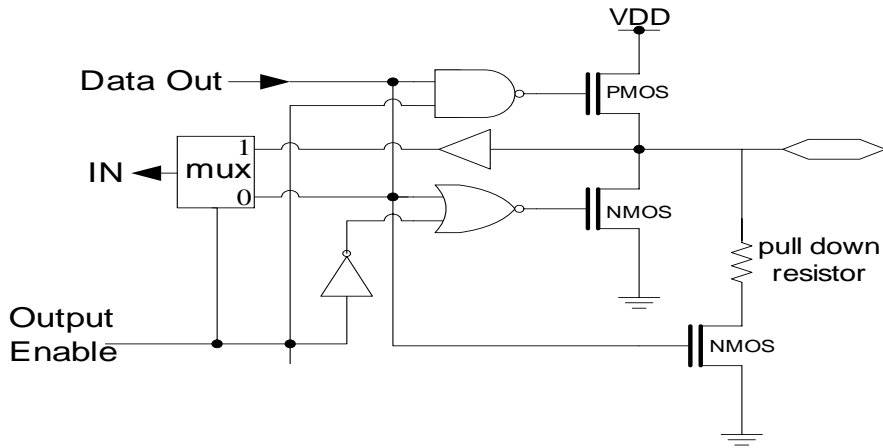 VDD
Data Out
PMOS
1
IN
mux
0
NMOS
pull down
resistor
Output
Enable
NMOS